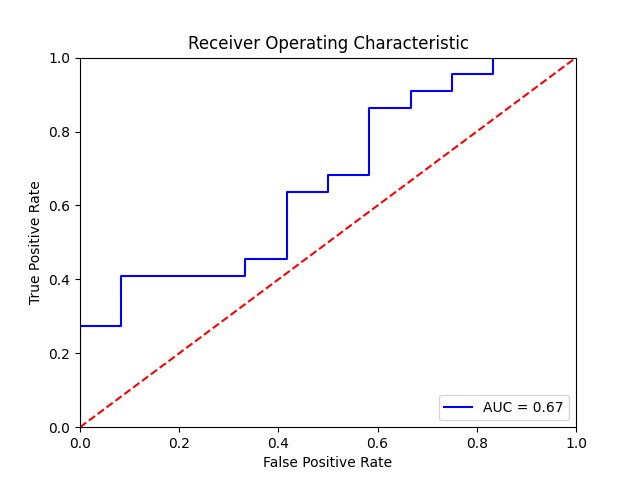 Receiver Operating Characteristic
True Positive Rate
1.0
0.8
0.6
0.4
0.2
0.0
0.0 0.2 0.4 0.6 0.8 1.0
False Positive Rate
AUC = 0.67